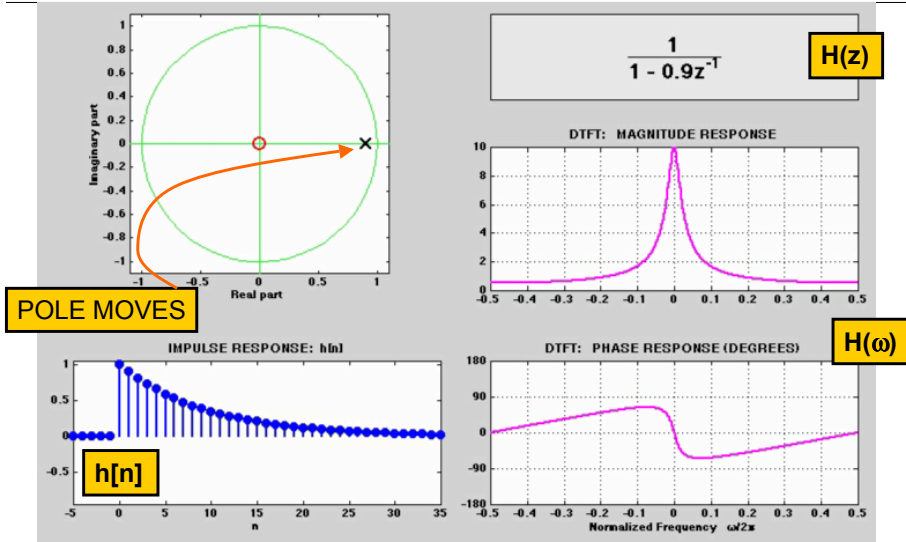 1
0.8
0.6
0.4
0.2
0
-0.2
-0.4
-0.6
-0.8
-1
Imaginary part
-1 -0.5 0 0.5 1
Real part
POLE MOVES
1
1 - 0.9z^-1
H(z)
DTFT: MAGNITUDE RESPONSE
10
8
6
4
2
0
-0.5 -0.4 -0.3 -0.2 -0.1 0 0.1 0.2 0.3 0.4 0.5
IMPULSE RESPONSE: h[n]
1
0.5
0
-0.5
h[n]
-5 0 5 10 15 20 25 30 35
n
DTFT: PHASE RESPONSE (DEGREES)
H(ω)
180
90
0
-90
-180
-0.5 -0.4 -0.3 -0.2 -0.1 0 0.1 0.2 0.3 0.4 0.5
Normalized Frequency ω/2π